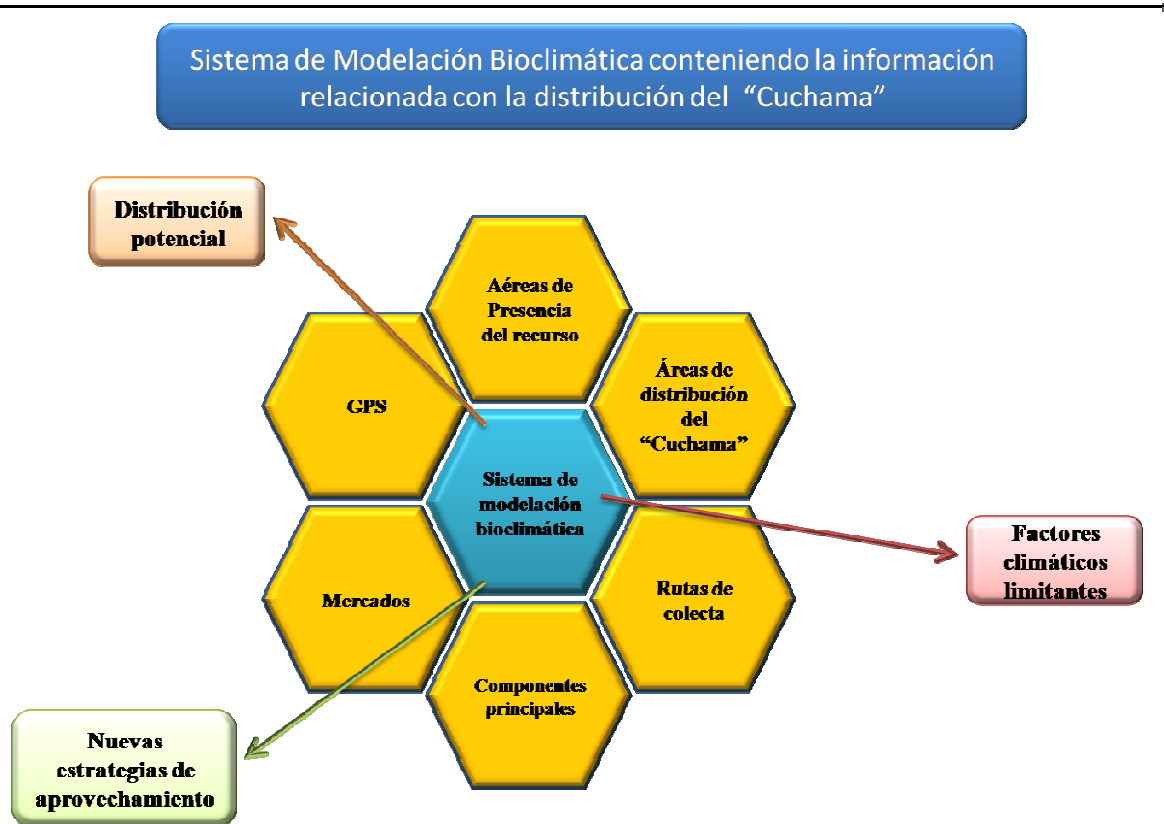 Sistema de Modelación Bioclimática conteniendo la información
relacionada con la distribución del “Cuchama”
Distribución
potencial
Aéreas de
Presencia
del recurso
Áreas de
distribución
del
“Cuchama”
GPS
Sistema de
modelación
bioclimática
Factores
climáticos
limitantes
Mercados
Rutas de
colecta
Componentes
principales
Nuevas
estrategias de
aprovechamiento